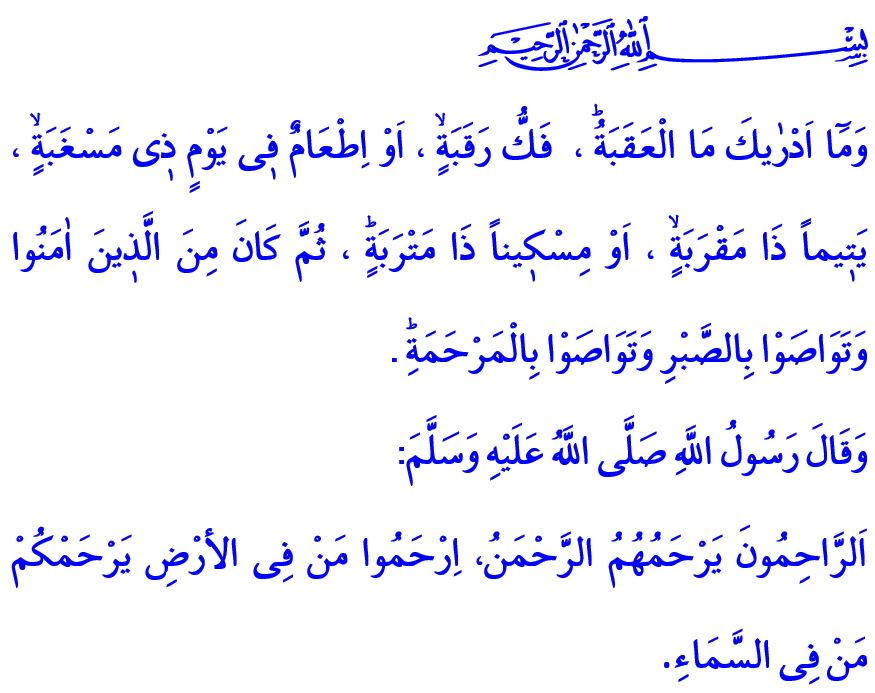 بِسْمِ اللّٰهِ الرَّحْمٰنِ الرَّحِيمِ
وَمَٓا اَدْرٰيكَ مَا الْعَقَبَةُۜ ، فَكُّ رَقَبَةٍۙ ، اَوْ اِطْعَامٌ ف۪ي يَوْمٍ ذ۪ي مَسْغَبَةٍۙ ،
يَت۪يماً ذَا مَقْرَبَةٍۙ ، اَوْ مِسْك۪يناً ذَا مَتْرَبَةٍۜ ، ثُمَّ كَانَ مِنَ الَّذ۪ينَ اٰمَنُوا
وَتَوَاصَوْا بِالصَّبْرِ وَتَوَاصَوْا بِالْمَرْحَمَةِۜ .
وَقَالَ رَسُولُ اللَّهِ صَلَّى اللَّهُ عَلَيْهِ وَسَلَّمَ:
اَلرَّاحِمُونَ يَرْحَمُهُمُ الرَّحْمَنُ، اِرْحَمُوا مَنْ فِى الأرْضِ يَرْحَمْكُمْ
مَنْ فِى السَّمَاءِ.